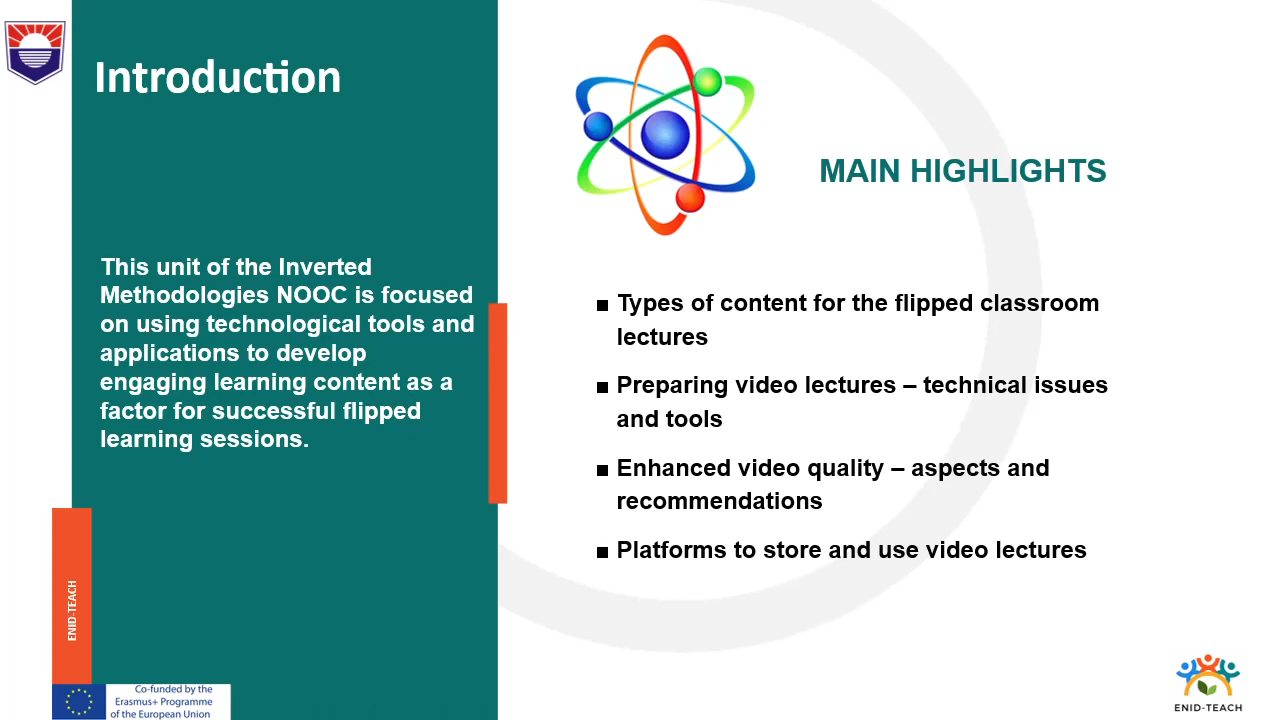 Introduction
This unit of the Inverted
Methodologies NOOC is focused
on using technological tools and
applications to develop
engaging learning content as a
factor for successful flipped
learning sessions.
ENID-TEACH
Co-funded by the
Erasmus+ Programme
of the European Union
MAIN HIGHLIGHTS
■ Types of content for the flipped classroom
lectures
■ Preparing video lectures – technical issues
and tools
■ Enhanced video quality – aspects and
recommendations
■ Platforms to store and use video lectures
ENID-TEACH